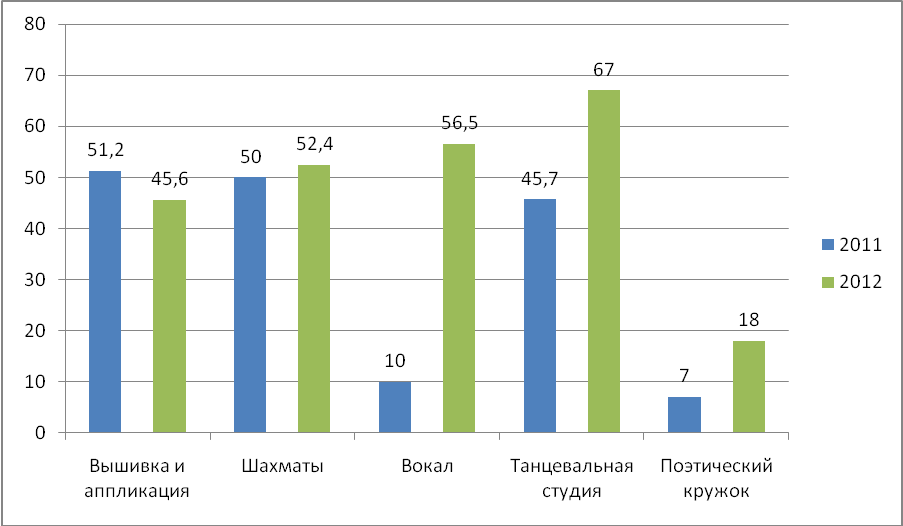 80
70
60
50
40
30
20
10
0
51,2
45,6
50
52,4
10
56,5
45,7
67
7
18
Вышивка и
аппликация
Шахматы
Вокал
Танцевальная
студия
Поэтический
кружок
2011
2012